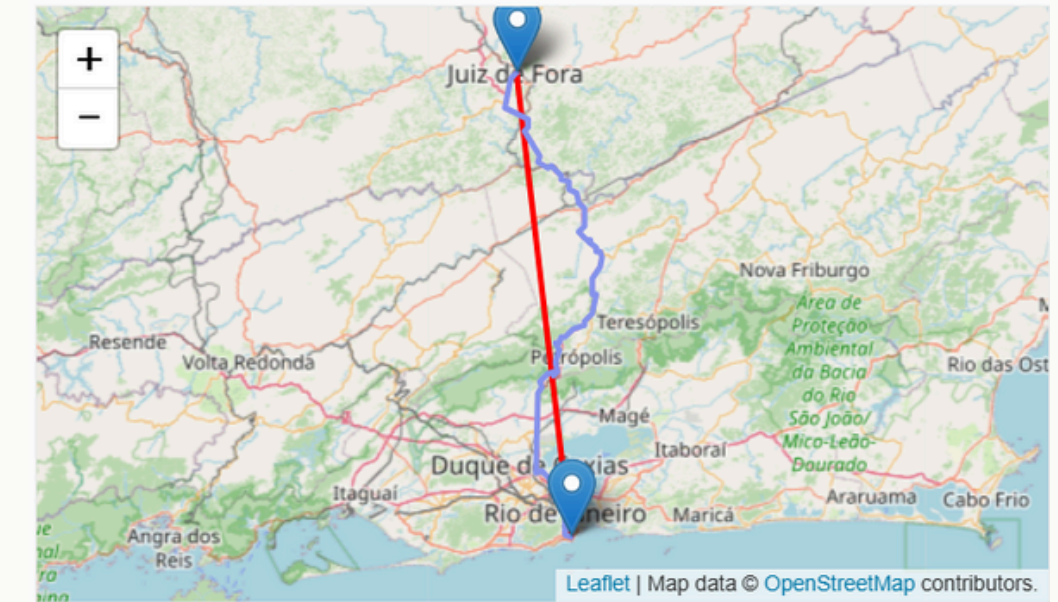 +
−
Juiz de Fora
Nova Friburgo
Área de
Proteção
Ambiental
da Bacia
do Rio
São João/
Mico-Leão-
Dourado
Teresópolis
Resende
Volta Redonda
Petrópolis
Rio das Ost
Magé
Itaboraí
Duque de Caxias
Itaguaí
Rio de Janeiro
Maricá
Araruama
Cabo Frio
Angra dos
Reis
Leaflet | Map data © OpenStreetMap contributors.